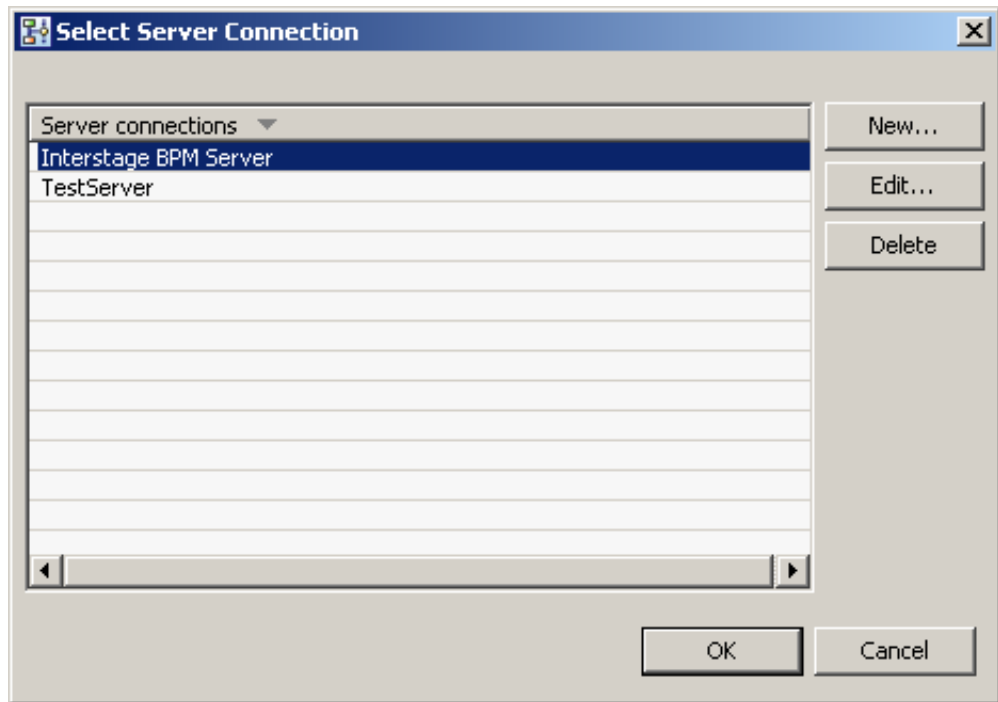 Select Server Connection
Server connections
Interstage BPM Server
TestServer
New...
Edit...
Delete
OK
Cancel